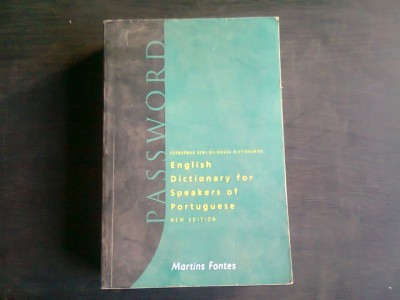 PASSWORD
KERNERMAN SEMI-BILINGUAL DICTIONARIES
English
Dictionary for
Speakers of
Portuguese
NEW EDITION
Martins Fontes